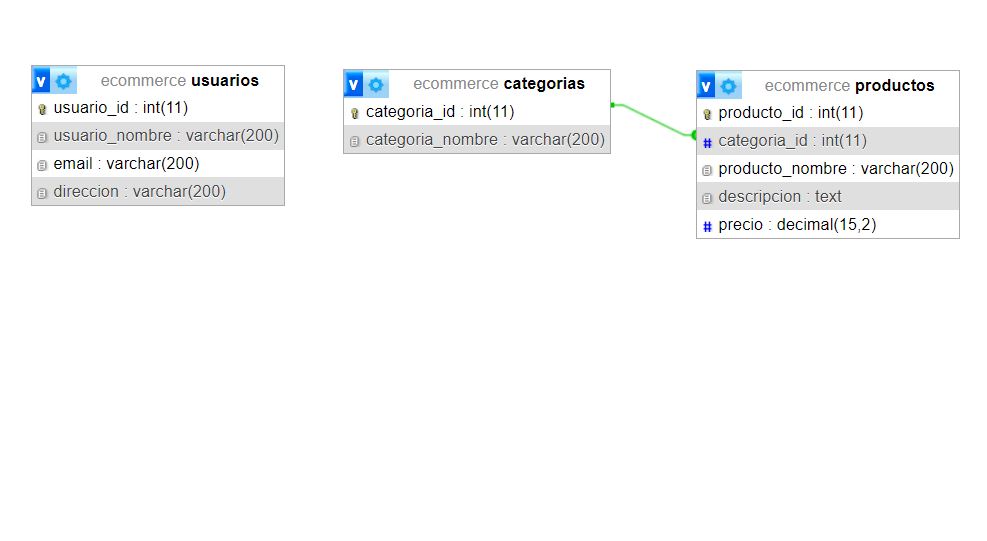 v ecommerce usuarios
usuario_id : int(11)
usuario_nombre : varchar(200)
email : varchar(200)
direccion : varchar(200)
v ecommerce categorias
categoria_id : int(11)
categoria_nombre : varchar(200)
v ecommerce productos
producto_id : int(11)
# categoria_id : int(11)
producto_nombre : varchar(200)
descripcion : text
# precio : decimal(15,2)